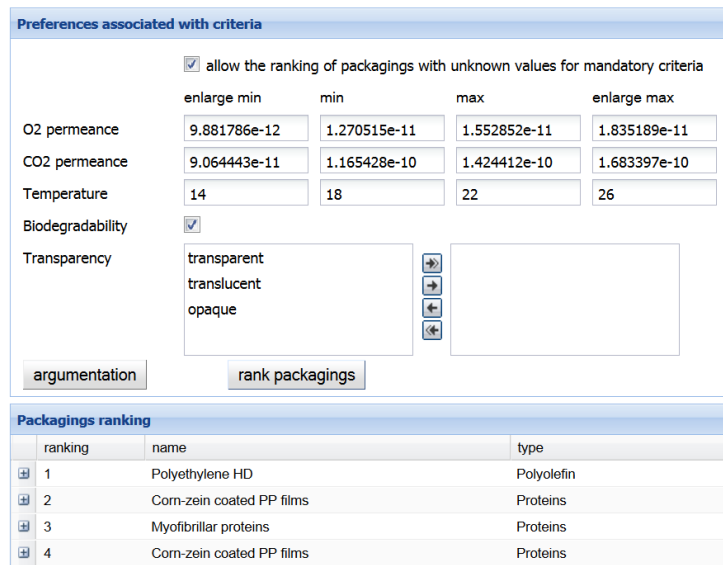 Preferences associated with criteria
allow the ranking of packagings with unknown values for mandatory criteria
enlarge min min max enlarge max
O2 permeance 9.881786e-12 1.270515e-11 1.552852e-11 1.835189e-11
CO2 permeance 9.064443e-11 1.165428e-10 1.424412e-10 1.683397e-10
Temperature 14 18 22 26
Biodegradability
Transparency transparent
translucent
opaque
argumentation rank packagings
Packagings ranking
ranking name type
1 Polyethylene HD Polyolefin
2 Corn-zein coated PP films Proteins
3 Myofibrillar proteins Proteins
4 Corn-zein coated PP films Proteins